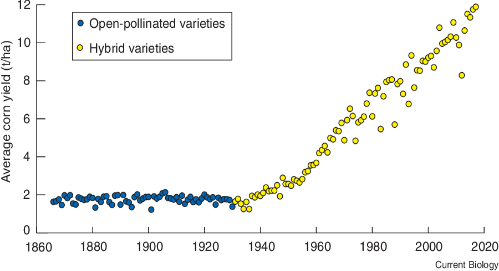 Average corn yield (t/ha)
12
10
8
6
4
2
0
Open-pollinated varieties
Hybrid varieties
1860 1880 1900 1920 1940 1960 1980 2000 2020
Current Biology